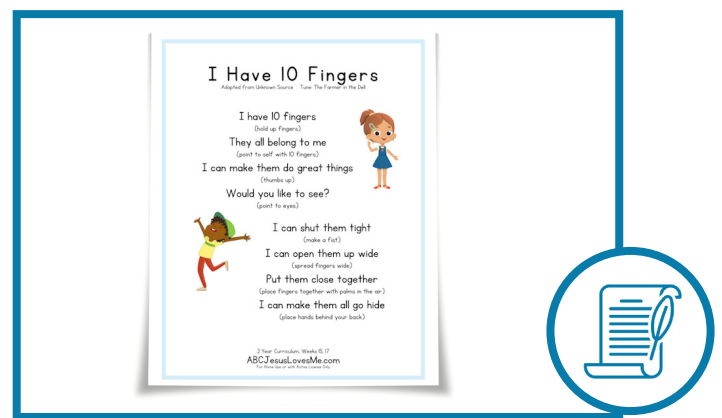 I Have 10 Fingers
Adapted from Unknown Source Tune: The Farmer in the Dell
I have 10 fingers
(hold up fingers)
They all belong to me
(point to self with 10 fingers)
I can make them do great things
(thumbs up)
Would you like to see?
(point to eyes)
I can shut them tight
(make a fist)
I can open them up wide
(spread fingers wide)
Put them close together
(place fingers together with palms in the air)
I can make them all go hide
(place hands behind your back)
2 Year Curriculum, Weeks 15, 17
ABCJesusLovesMe.com
For Home Use or with Active License Only